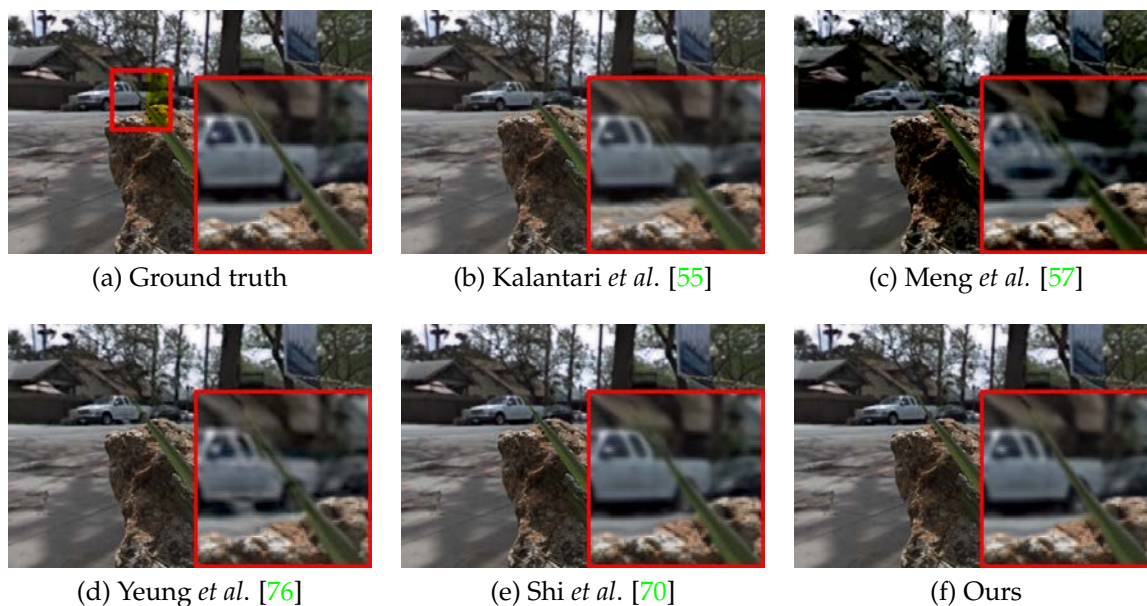 (a) Ground truth
(b) Kalantari et al. [55]
(c) Meng et al. [57]
(d) Yeung et al. [76]
(e) Shi et al. [70]
(f) Ours